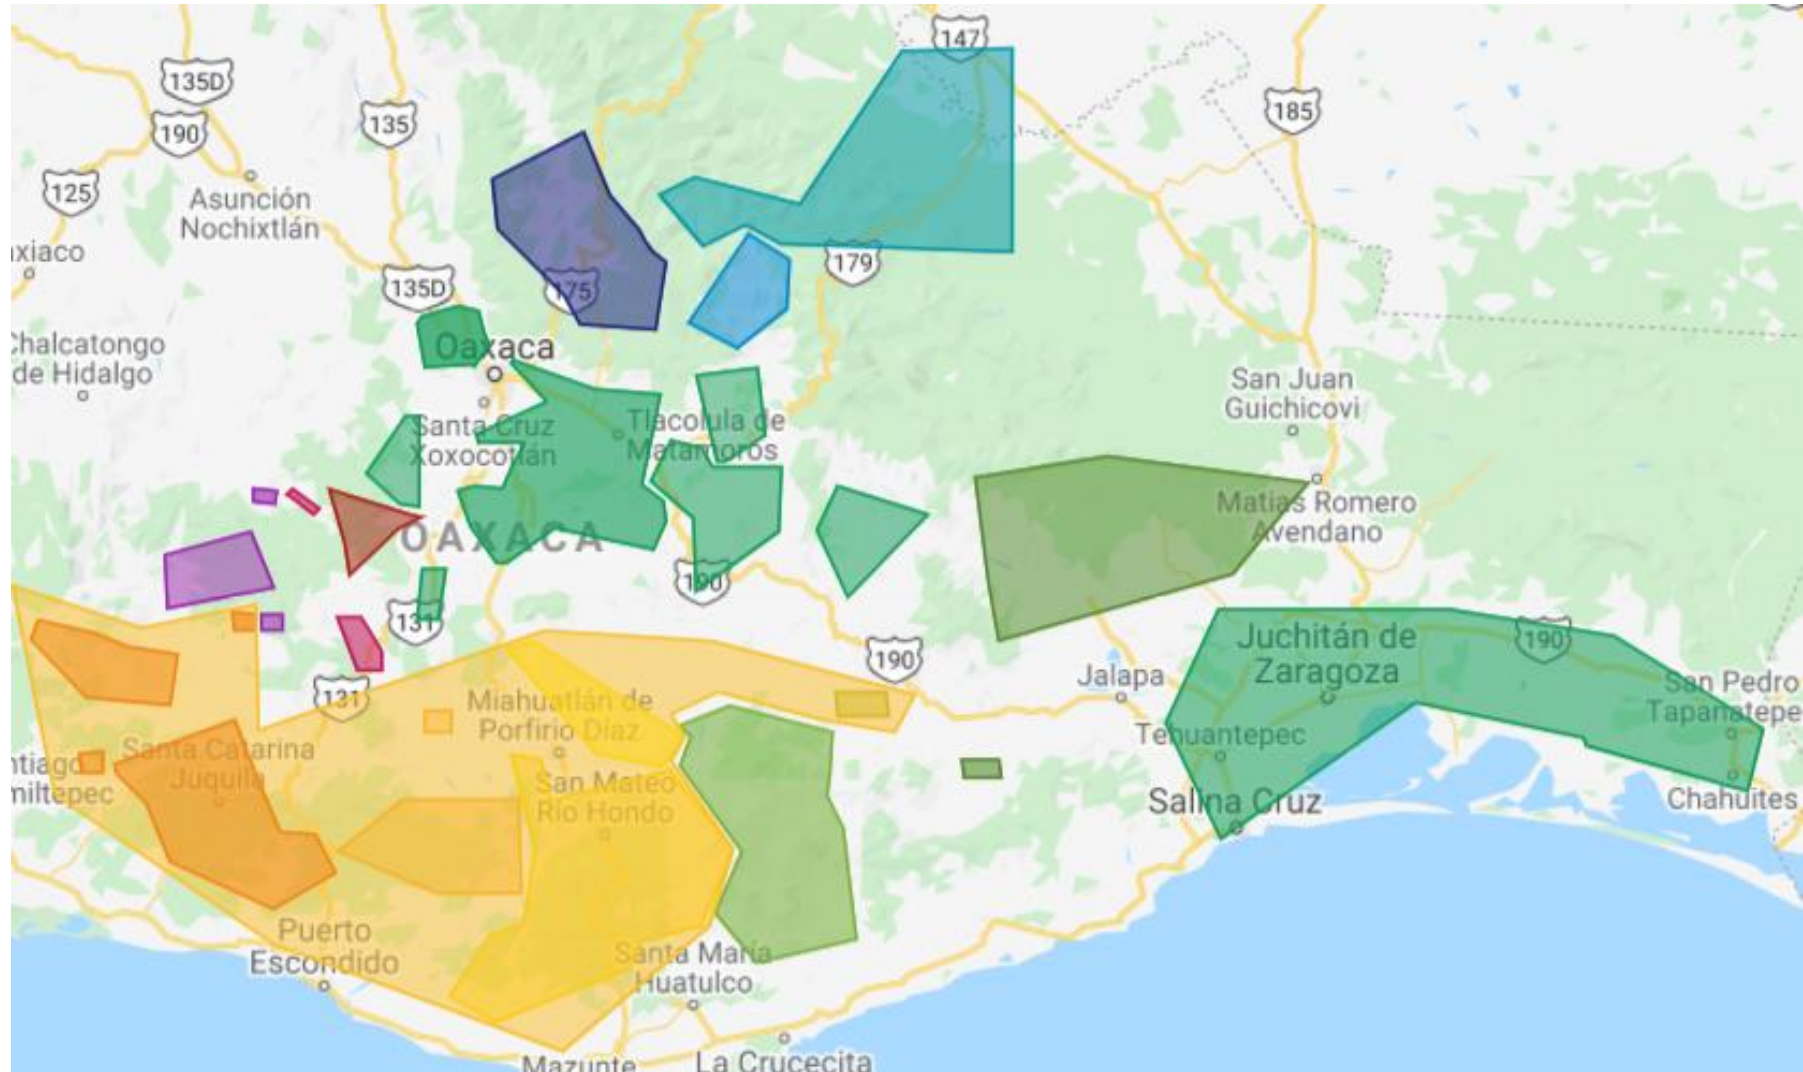 147
135D
135
185
190
125
Asunción
Nochixtlán
xiaco
179
135D
175
Chalcatongo
de Hidalgo
Oaxaca
San Juan
Guichicovi
Santa Cruz
Xoxocotlán
Tlacolula de
Matamoros
Matías Romero
Avendano
OAXACA
190
131
Juchitán de
Zaragoza
190
190
Jalapa
San Pedro
Tapanatepe
131
Miahuatlán de
Porfirio Díaz
Tehuantepec
Santa Catarina
Juquila
ntiago
miltepec
San Mateo
Río Hondo
Salina Cruz
Chahuites
Puerto
Escondido
Santa María
Huatulco
Mazunte
La Crucecita